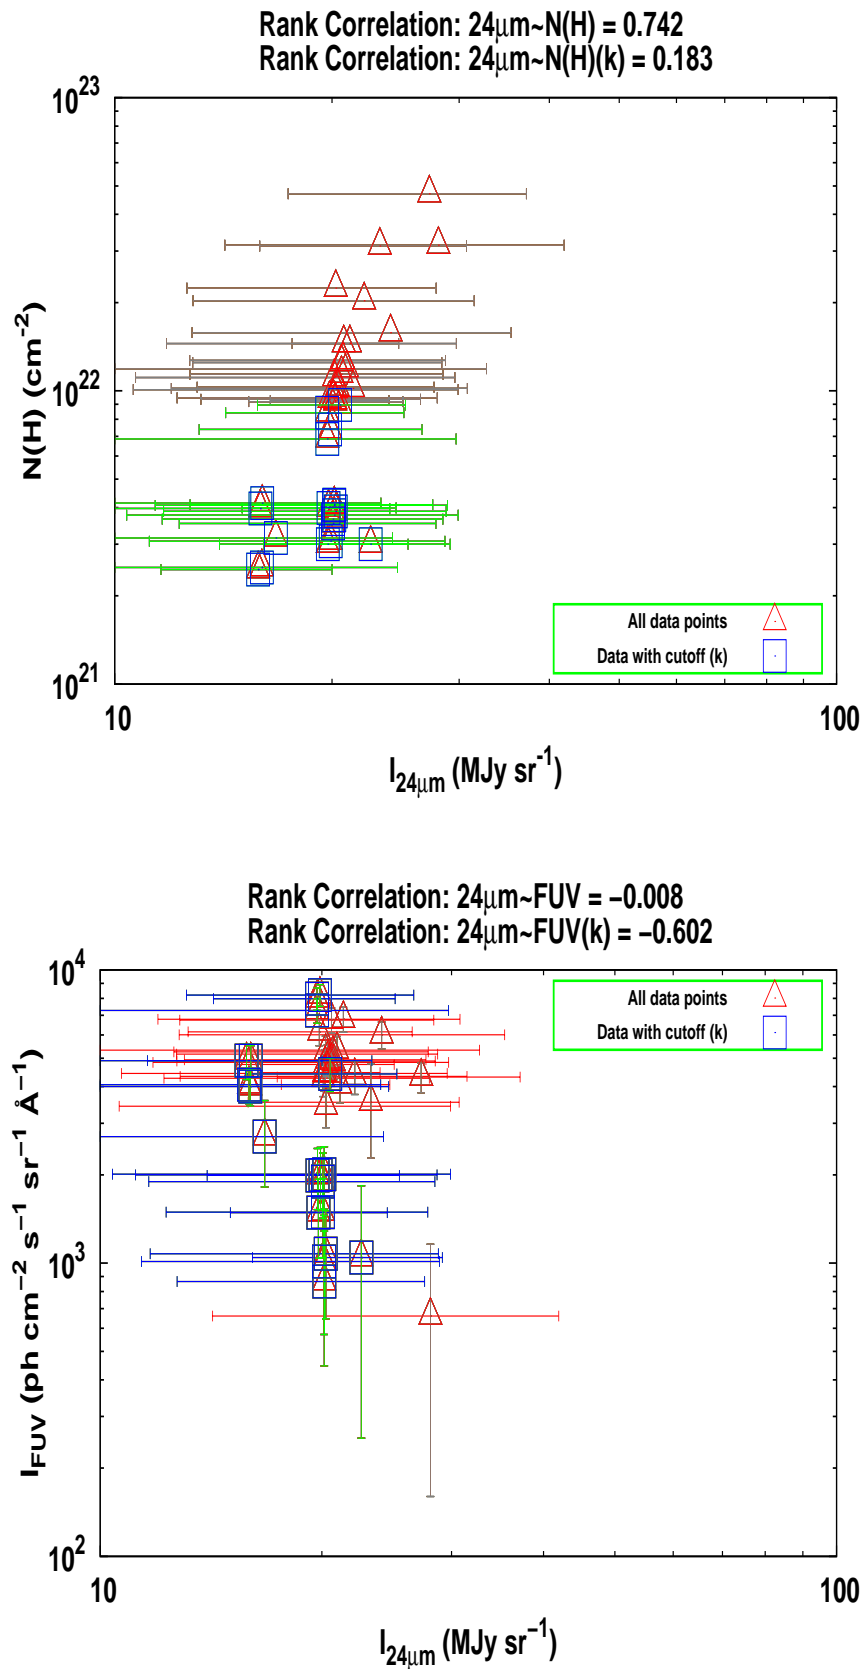 Rank Correlation: 24μm~N(H) = 0.742
Rank Correlation: 24μm~N(H)(k) = 0.183
10^23
10^22
10^21
N(H) (cm^-2)
All data points
Data with cutoff (k)
10 100
I_24μm (MJy sr^-1)
Rank Correlation: 24μm~FUV = −0.008
Rank Correlation: 24μm~FUV(k) = −0.602
10^4
10^3
10^2
I_FUV (ph cm^−2 s^−1 sr^−1 Å^−1)
All data points
Data with cutoff (k)
10 100
I_24μm (MJy sr^-1)